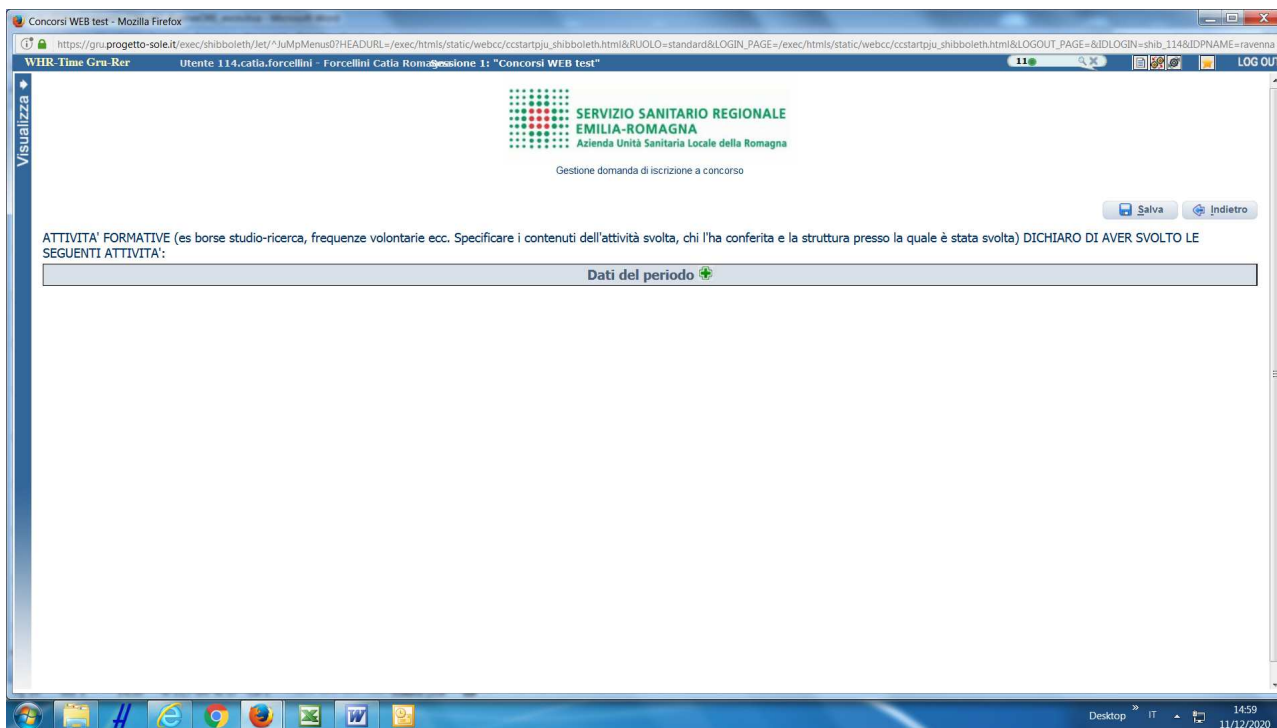 Concorsi WEB test - Mozilla Firefox
https://gru.progetto-sole.it/exec/shibboleth/Jet/^JuMpMenus0?HEADURL=/exec/htmls/static/webcc/ccstartpju_shibboleth.html&RUOLO=standard&LOGIN_PAGE=/exec/htmls/static/webcc/ccstartpju_shibboleth.html&LOGOUT_PAGE=&IDLOGIN=shib_114&IDPNAME=ravenna
WHR-Time Gru-Rer Utente 114.catia.forcellini - Forcellini Catia Romagna Sessione 1: "Concorsi WEB test" 11 LOG OUT
Visualizza
SERVIZIO SANITARIO REGIONALE
EMILIA-ROMAGNA
Azienda Unità Sanitaria Locale della Romagna
Gestione domanda di iscrizione a concorso
Salva Indietro
ATTIVITA' FORMATIVE (es borse studio-ricerca, frequenze volontarie ecc. Specificare i contenuti dell'attività svolta, chi l'ha conferita e la struttura presso la quale è stata svolta) DICHIARO DI AVER SVOLTO LE
SEGUENTI ATTIVITA':
Dati del periodo
Desktop » IT 14:59
11/12/2020